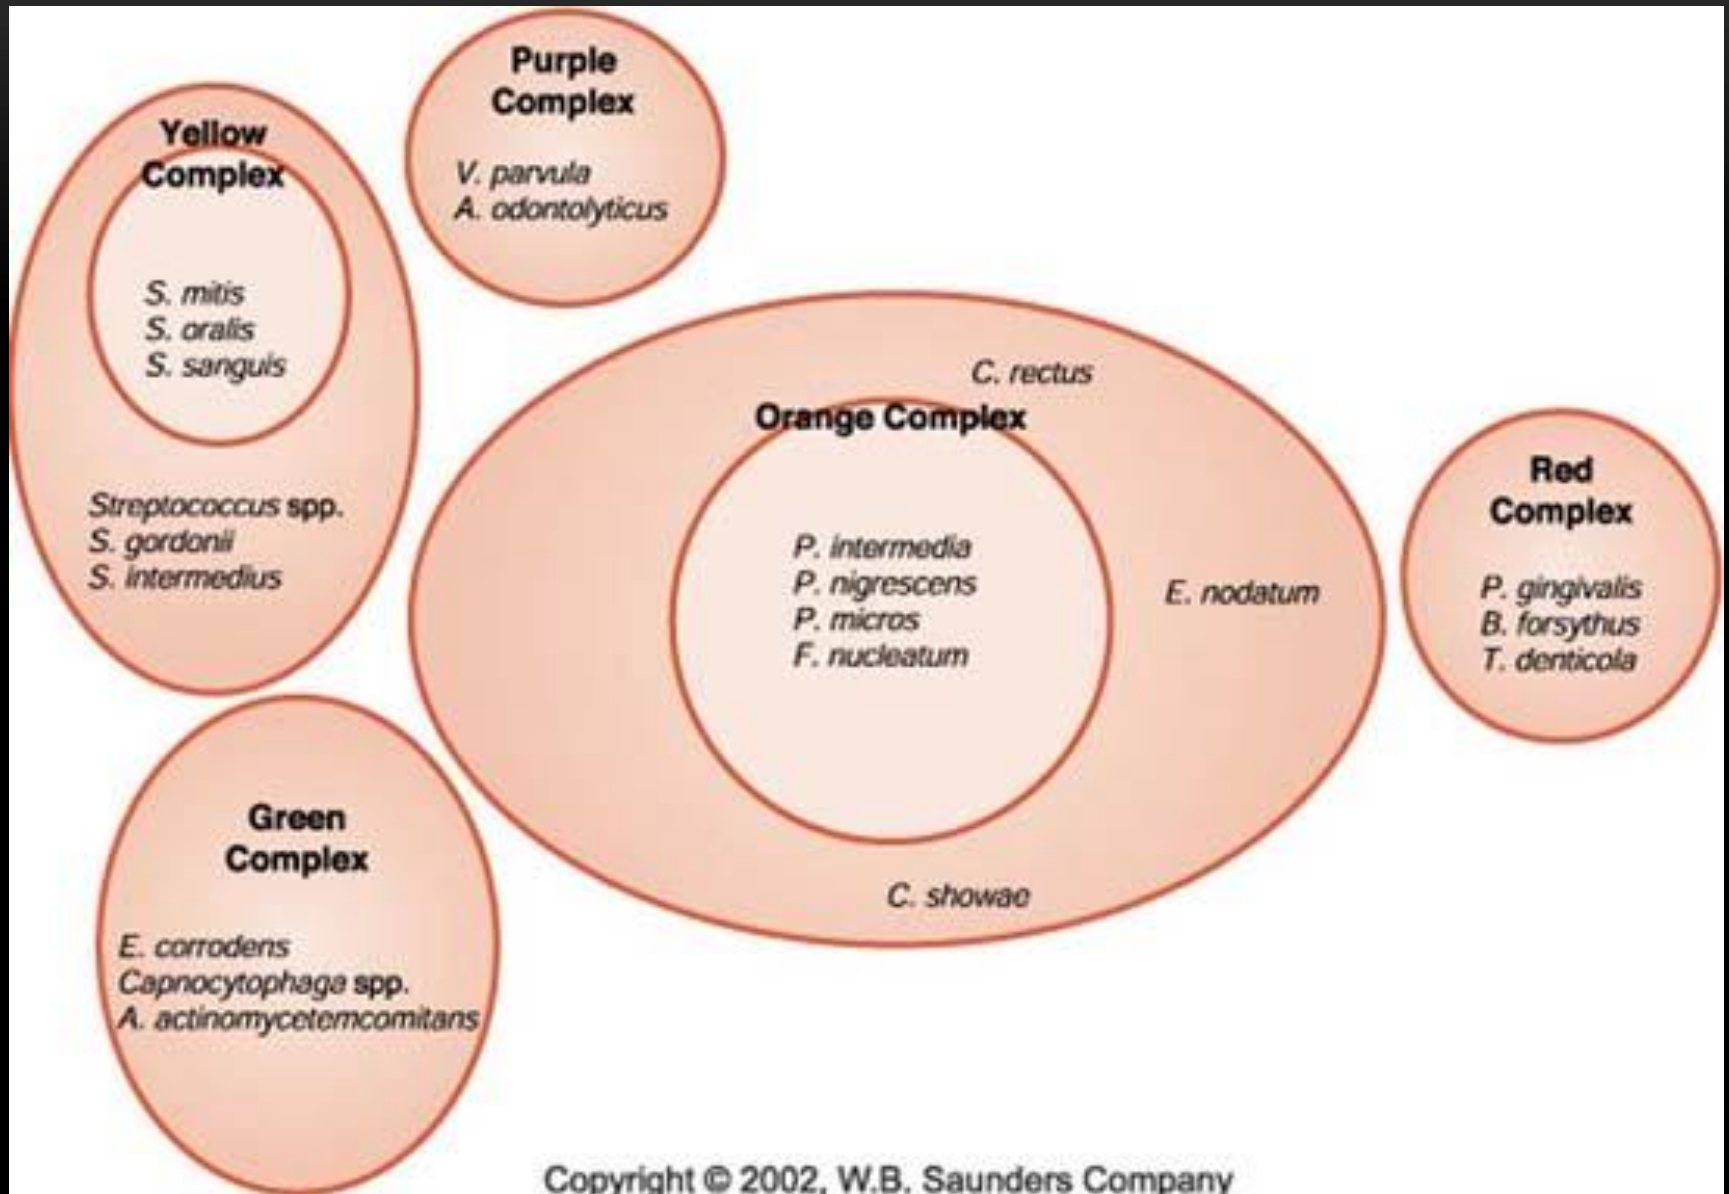 Purple
Complex
V. parvula
A. odontolyticus
Yellow
Complex
S. mitis
S. oralis
S. sanguis
Streptococcus spp.
S. gordonii
S. intermedius
C. rectus
Orange Complex
P. intermedia
P. nigrescens
P. micros
F. nucleatum
E. nodatum
C. showae
Red
Complex
P. gingivalis
B. forsythus
T. denticola
Green
Complex
E. corrodens
Capnocytophaga spp.
A. actinomycetemcomitans
Copyright © 2002, W.B. Saunders Company